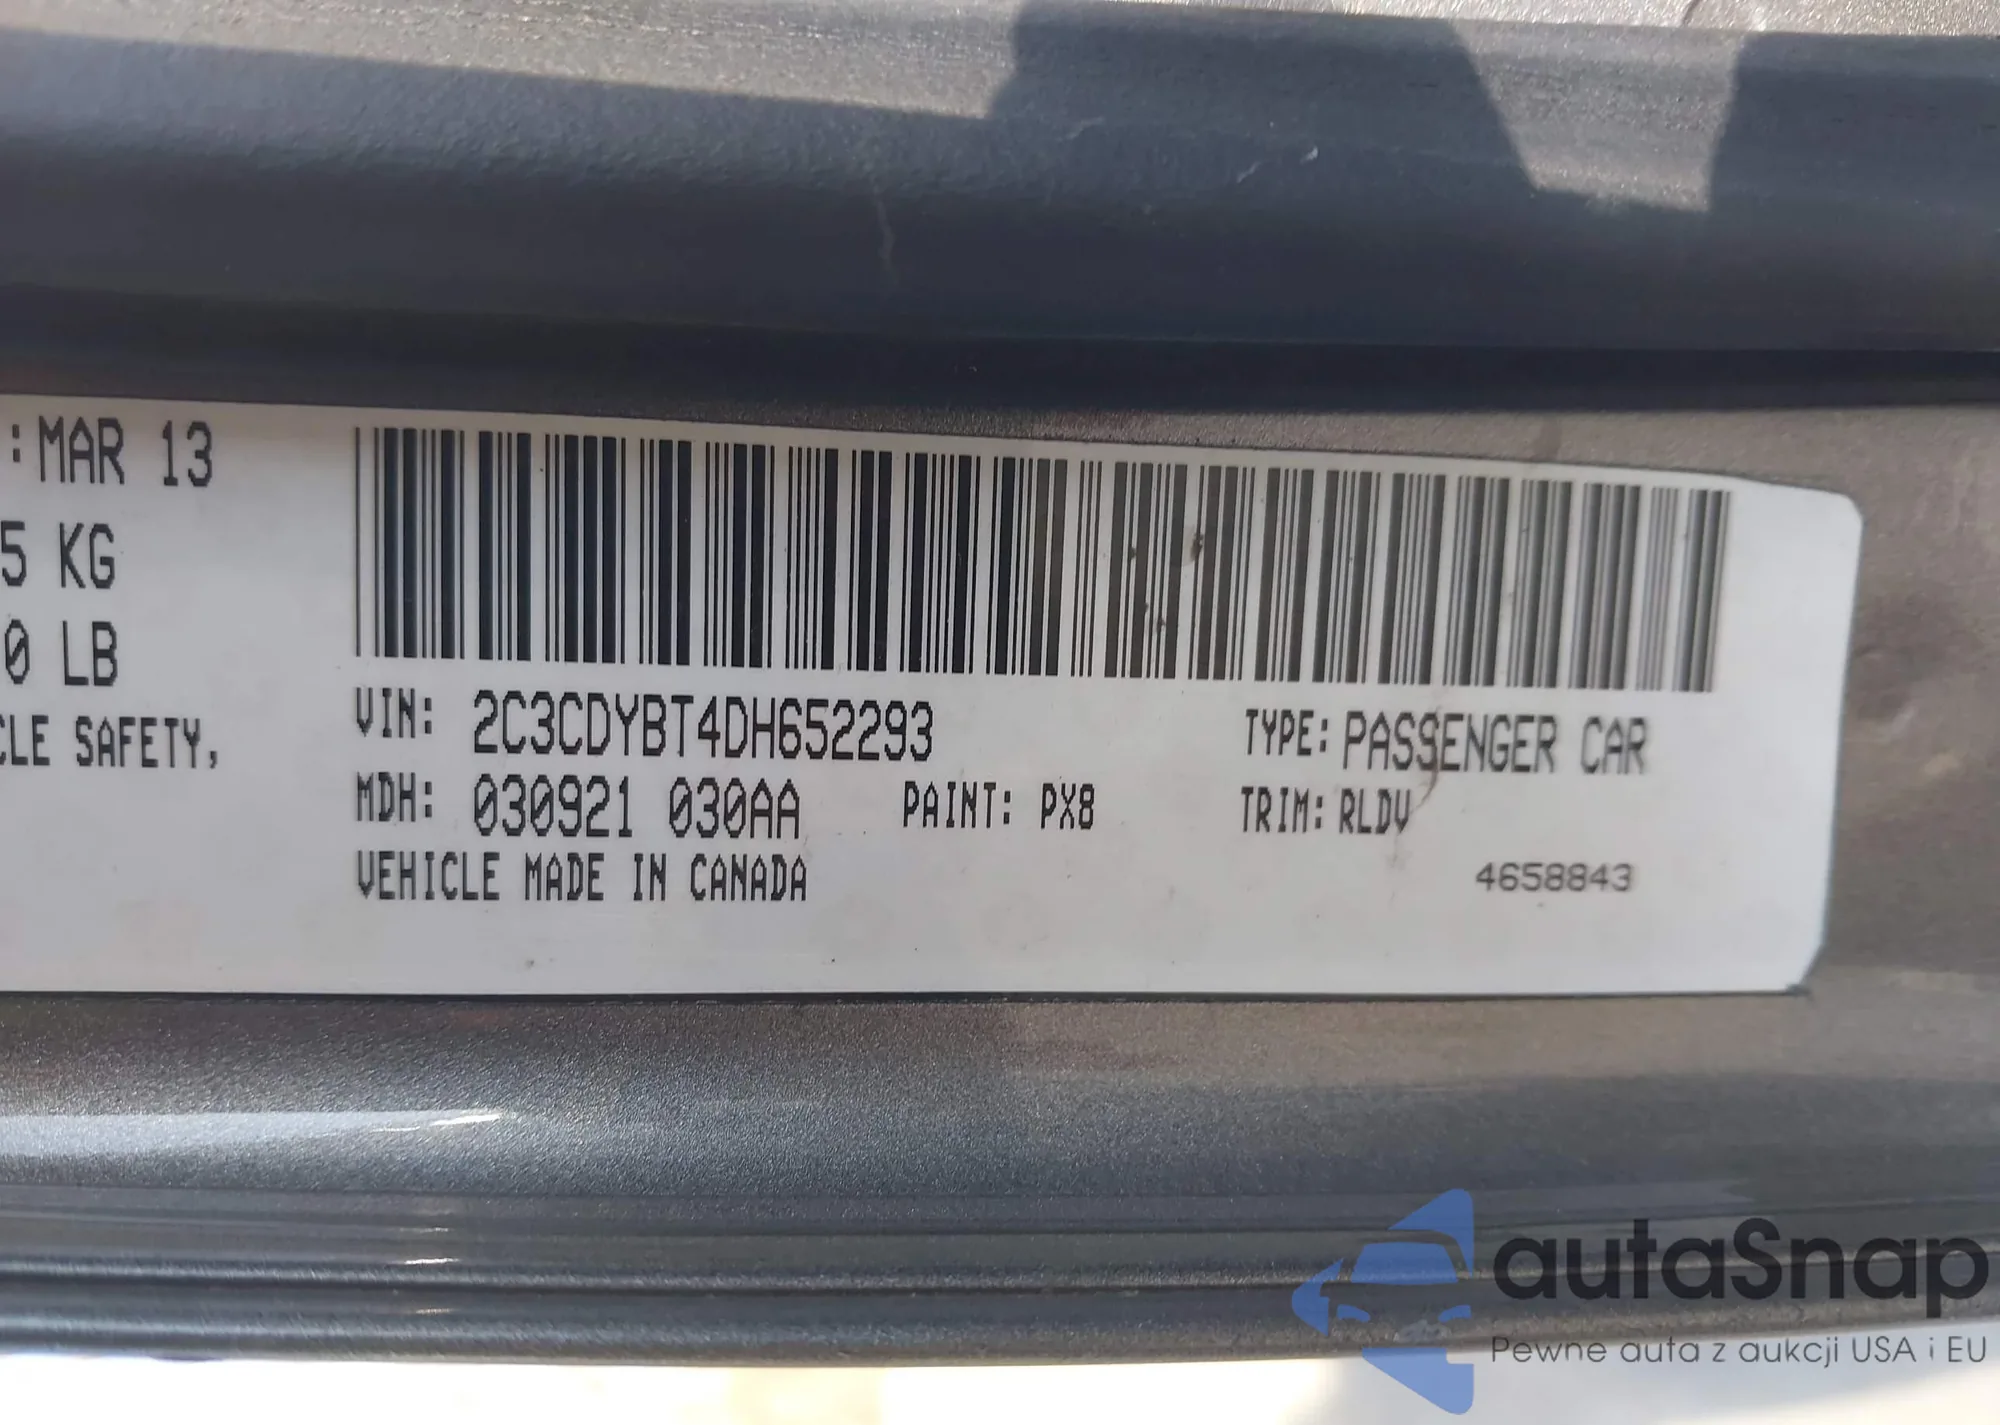 :MAR 13
5 KG
0 LB
CLE SAFETY,
VIN: 2C3CDYBT4DH652293
TYPE: PASSENGER CAR
MDH: 030921 030AA
PAINT: PX8
TRIM: RLDV
VEHICLE MADE IN CANADA
4658843
autaSnap
Pewne auta z aukcji USA i EU